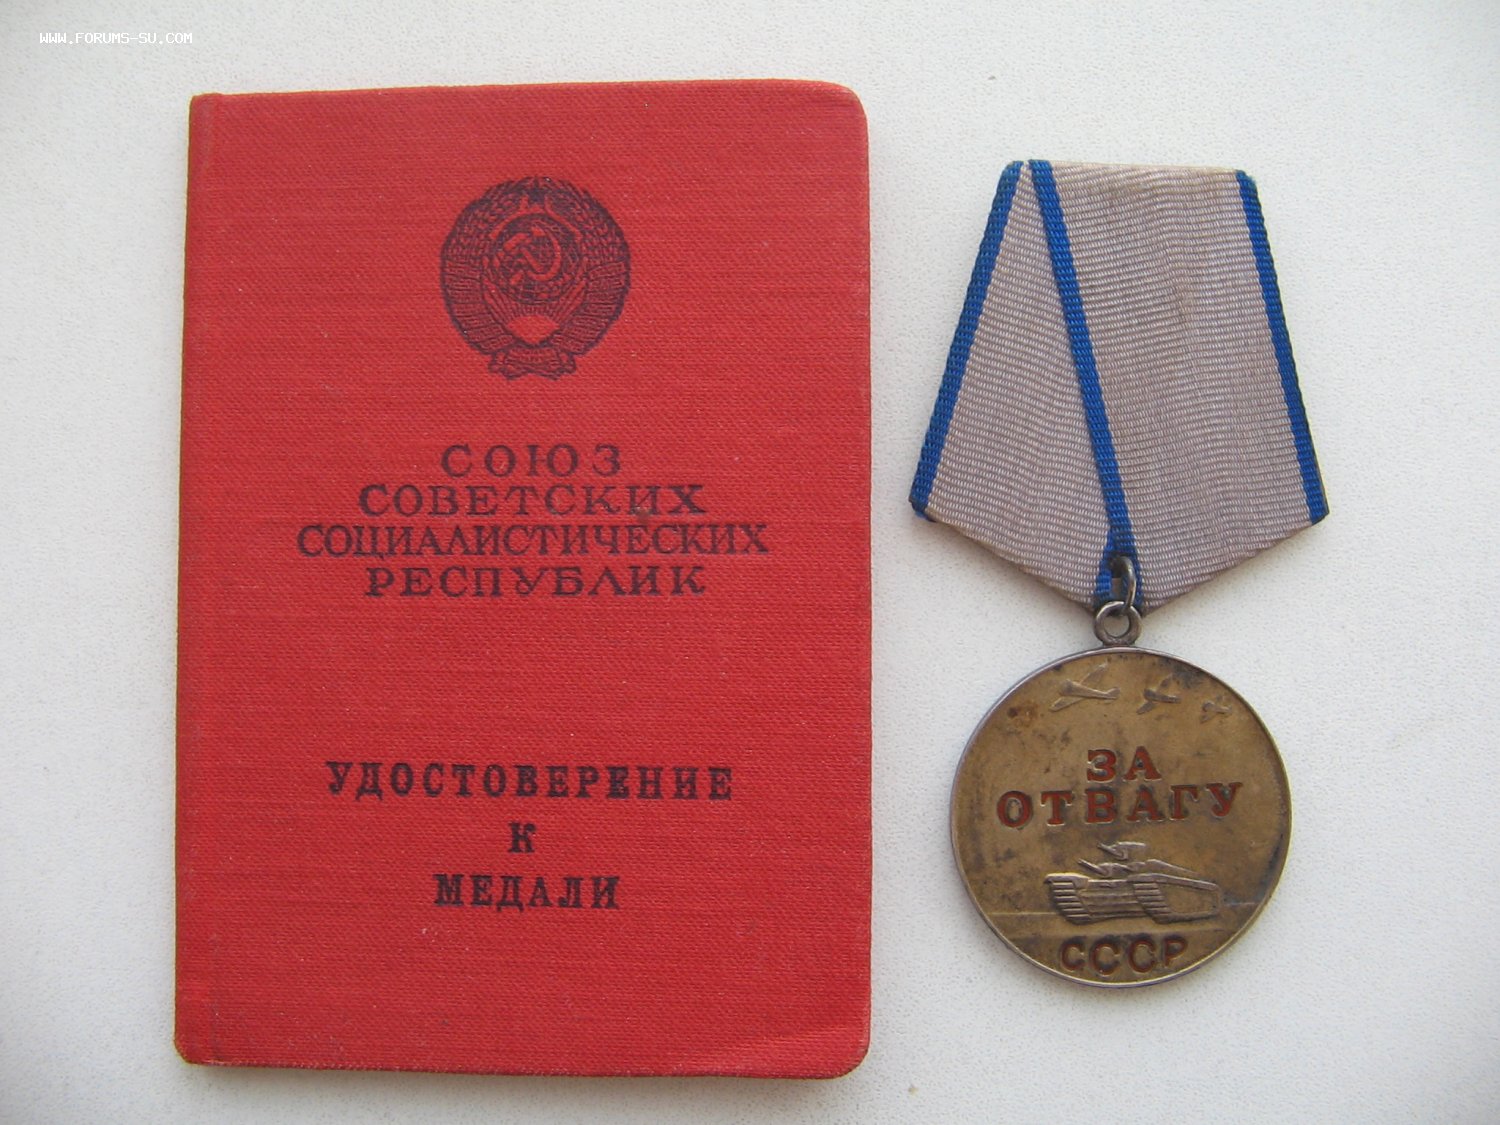 WWW.FORUMS-SU.COM
СОЮЗ
СОВЕТСКИХ
СОЦИАЛИСТИЧЕСКИХ
РЕСПУБЛИК
УДОСТОВЕРЕНИЕ
К
МЕДАЛИ
ЗА
ОТВАГУ
СССР